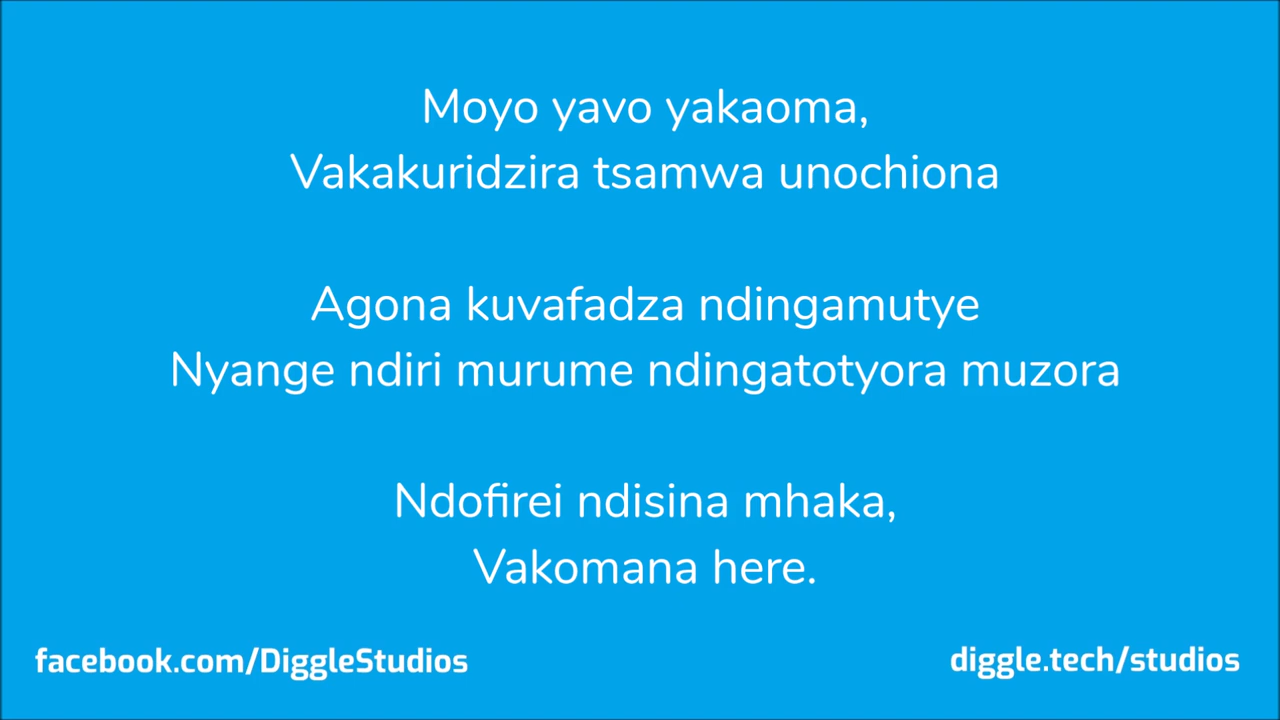 Moyo yavo yakaoma,
Vakakuridzira tsamwa unochiona
Agona kuvafadza ndingamutye
Nyange ndiri murume ndingatotyora muzora
Ndofirei ndisina mhaka,
Vakomana here.
facebook.com/DiggleStudios
diggle.tech/studios